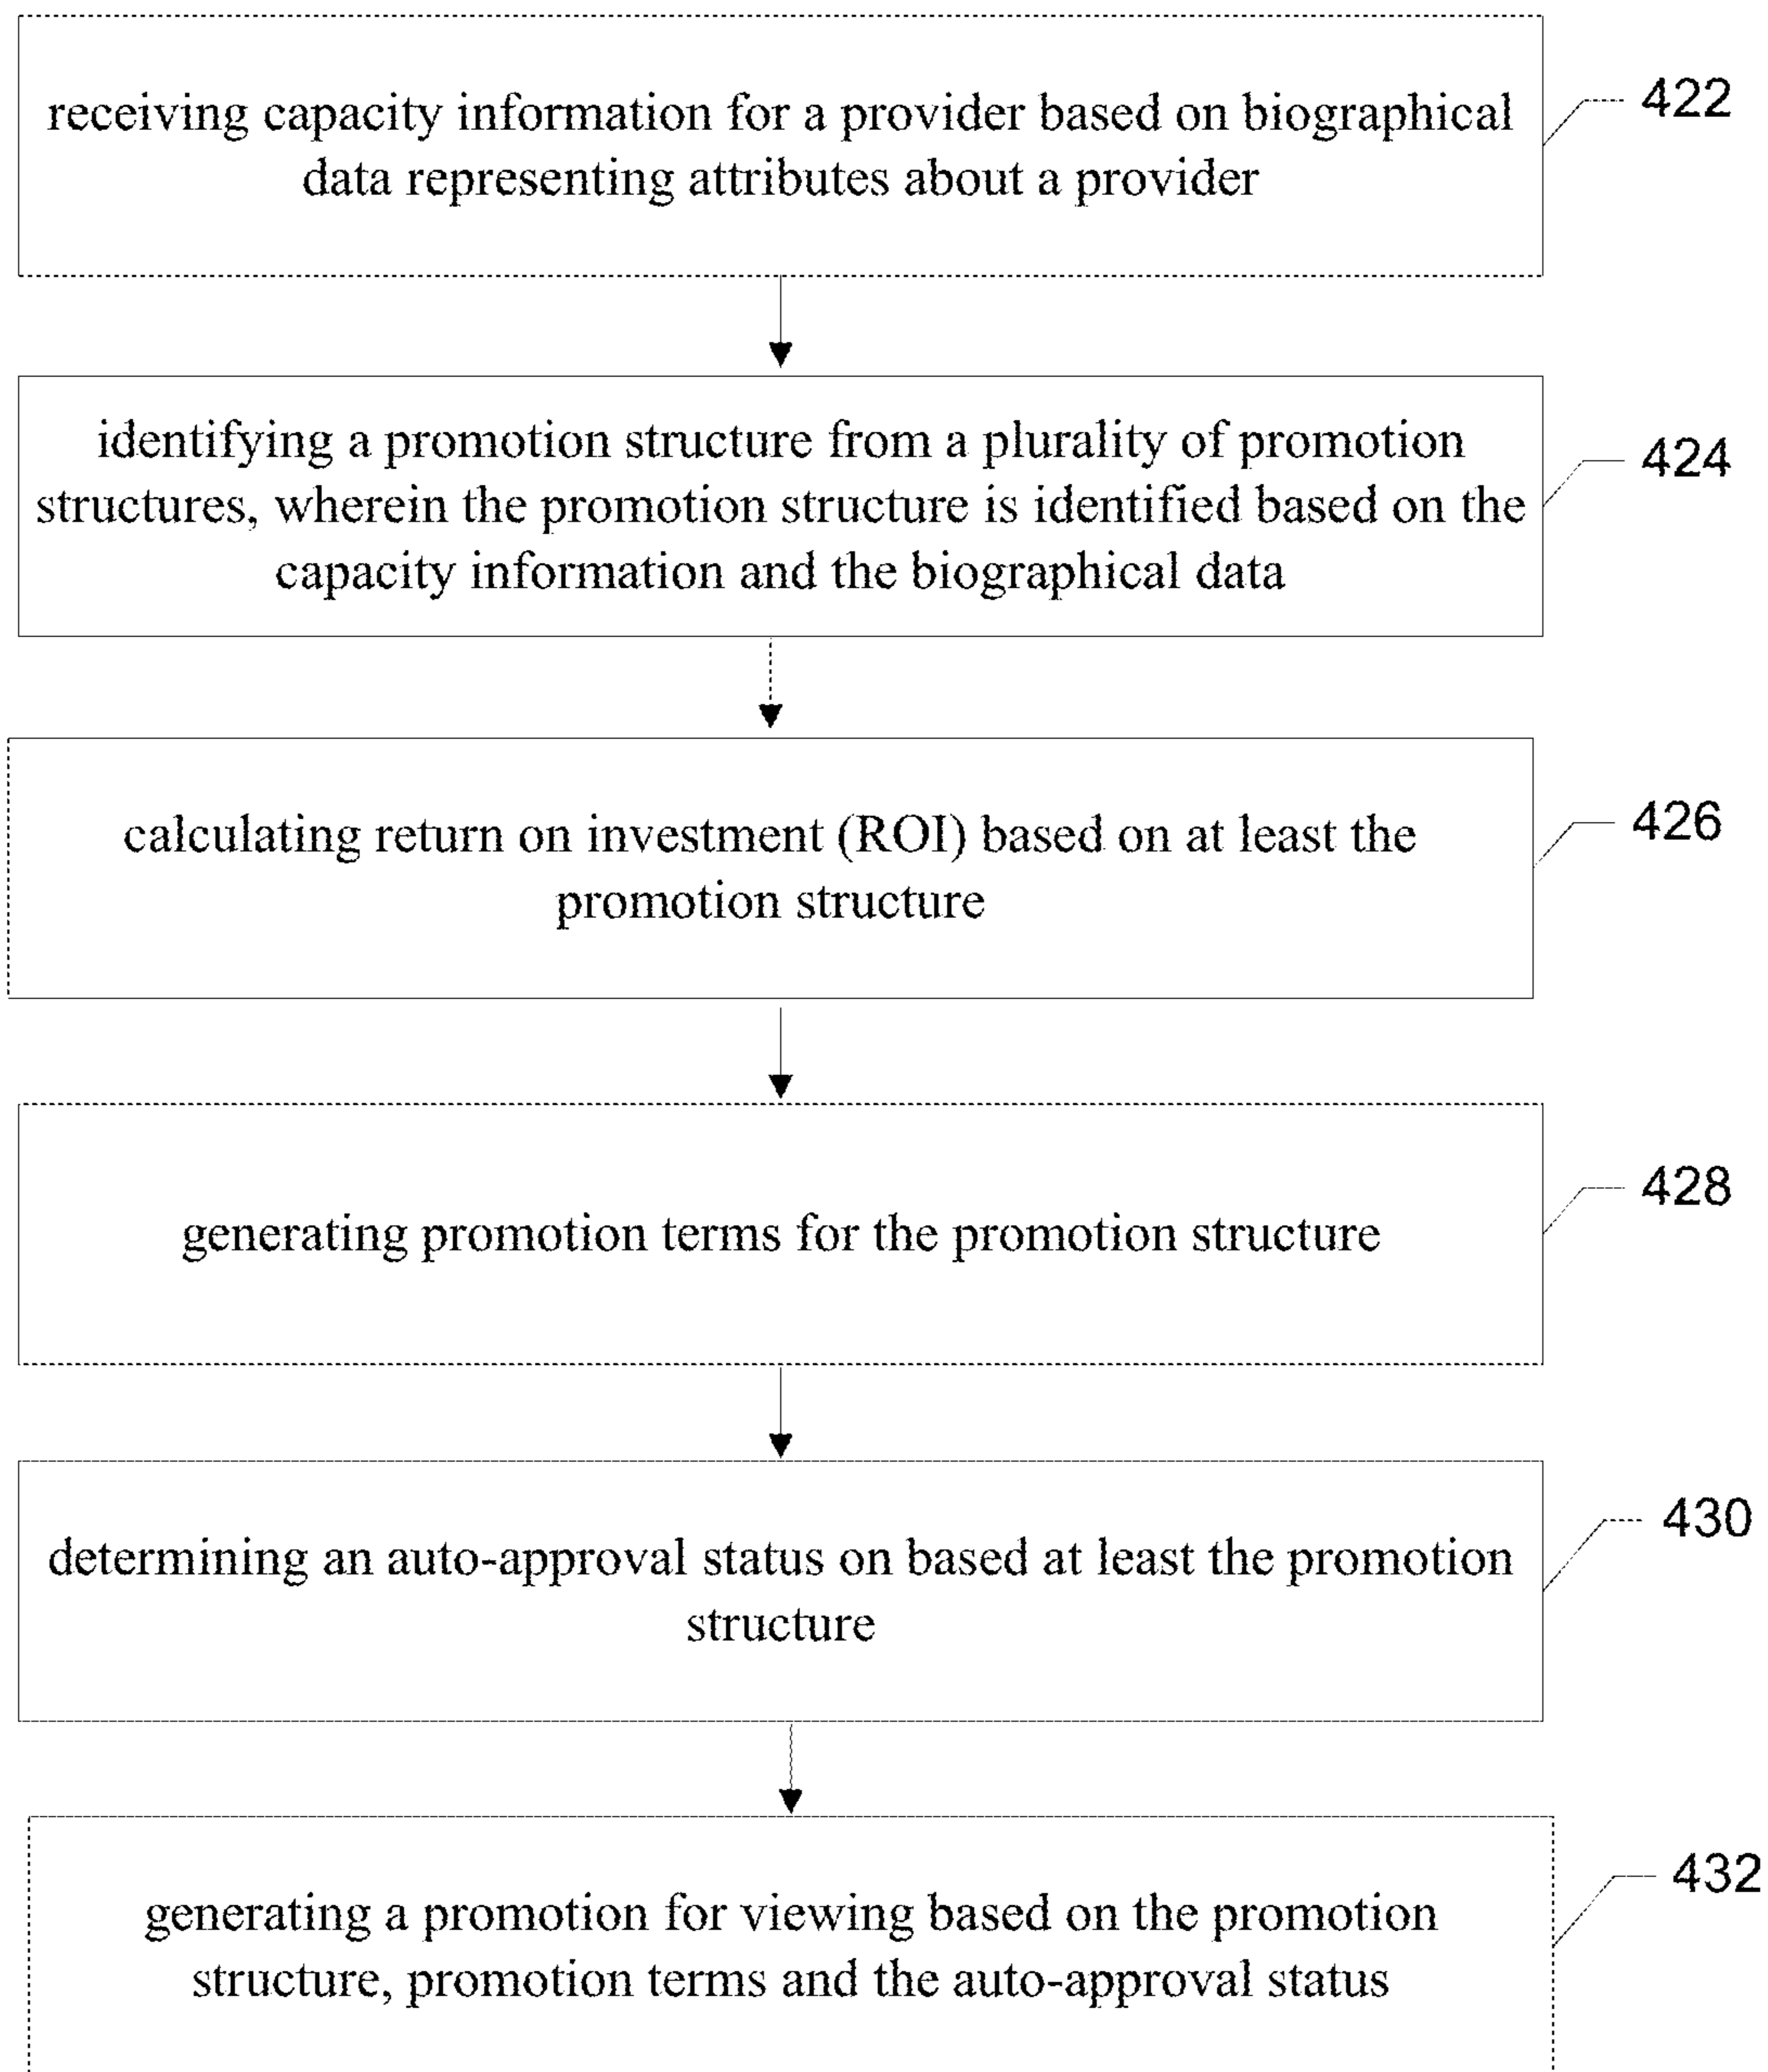 receiving capacity information for a provider based on biographical
data representing attributes about a provider
422
identifying a promotion structure from a plurality of promotion
structures, wherein the promotion structure is identified based on the
capacity information and the biographical data
424
calculating return on investment (ROI) based on at least the
promotion structure
426
generating promotion terms for the promotion structure
428
determining an auto-approval status on based at least the promotion
structure
430
generating a promotion for viewing based on the promotion
structure, promotion terms and the auto-approval status
432